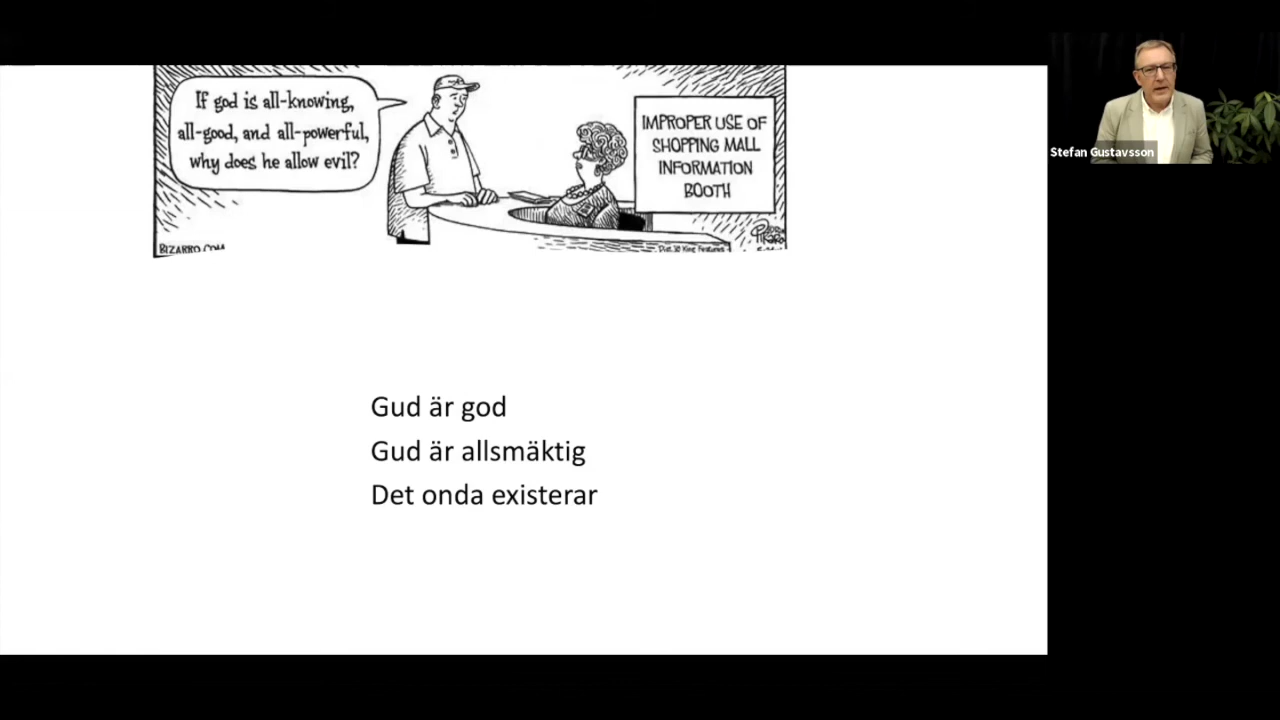 If god is all-knowing,
all-good, and all-powerful,
why does he allow evil?
IMPROPER USE OF
SHOPPING MALL
INFORMATION
BOOTH
BIZARRO.COM
Gud är god
Gud är allsmäktig
Det onda existerar
Stefan Gustavsson